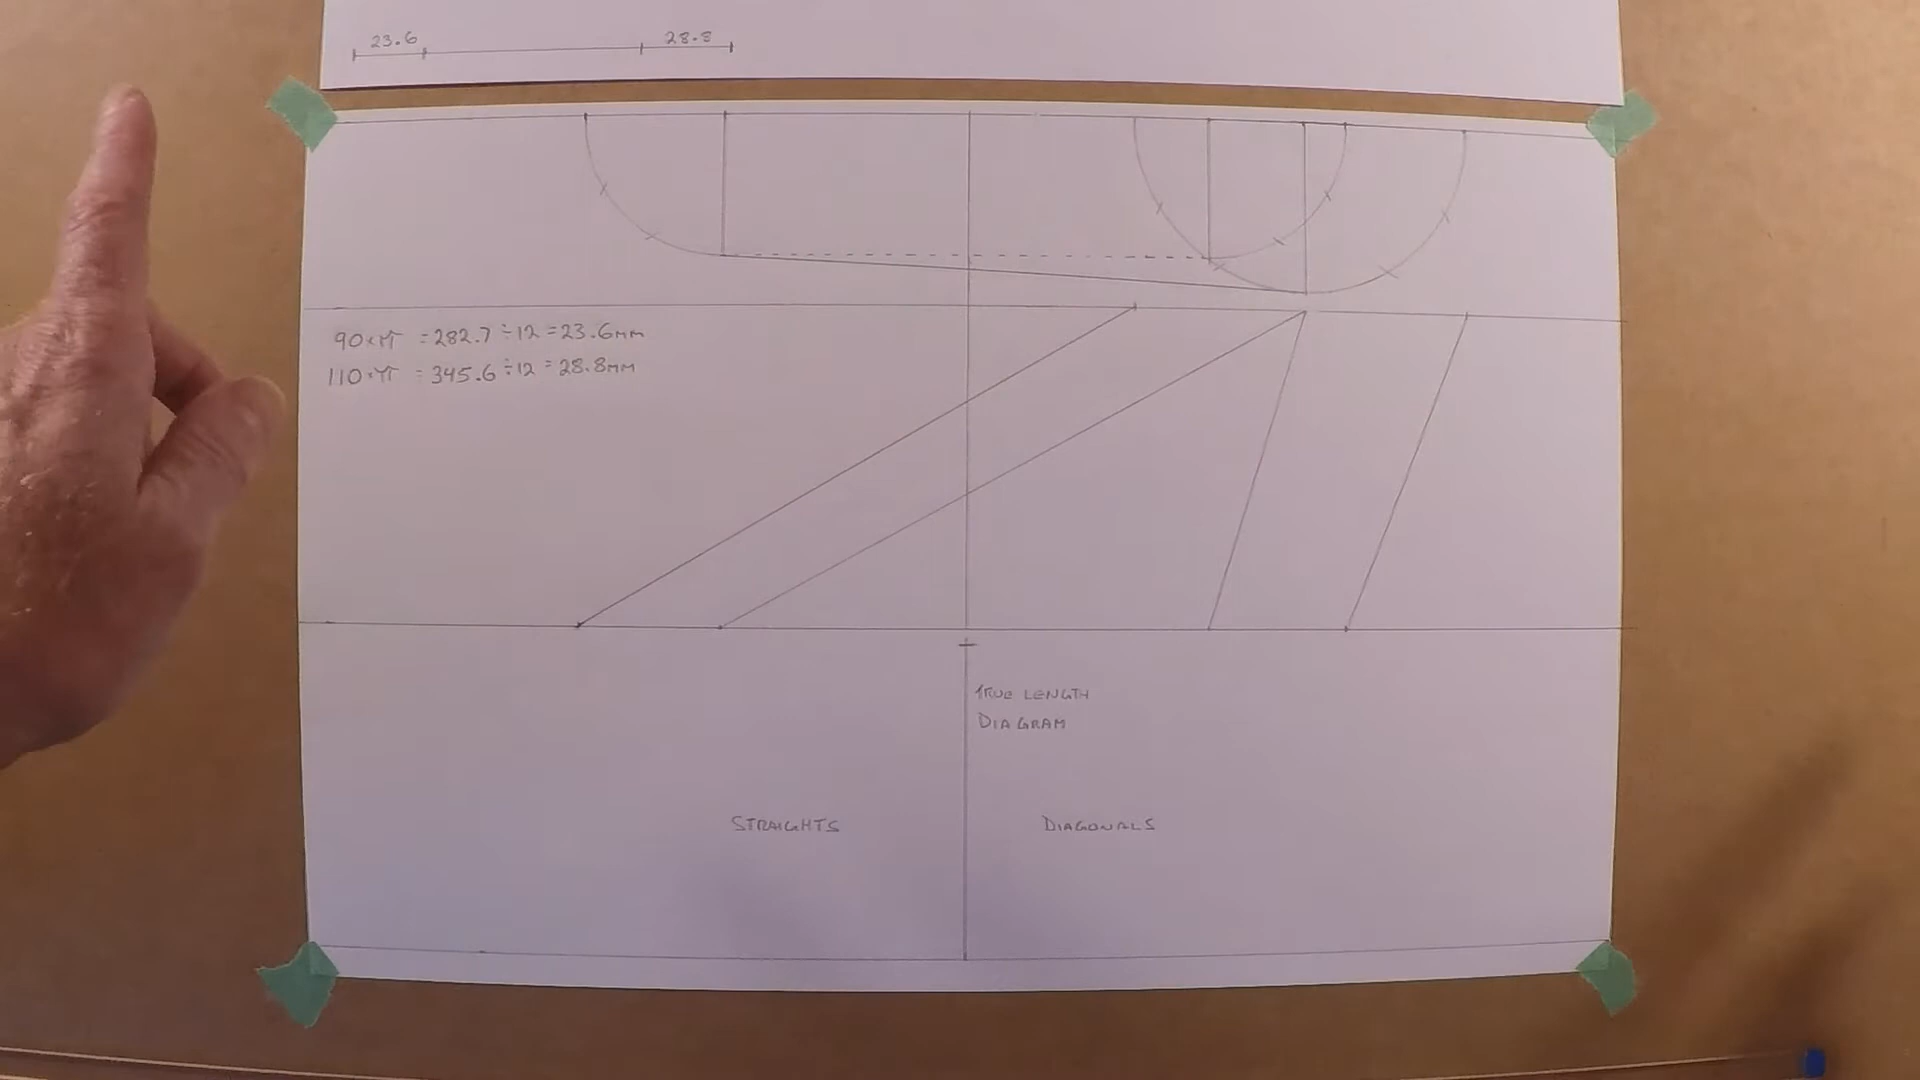 23.6 28.8
90×π = 282.7 ÷ 12 = 23.6MM
110×π = 345.6 ÷ 12 = 28.8MM
TRUE LENGTH
DIAGRAM
STRAIGHTS DIAGONALS